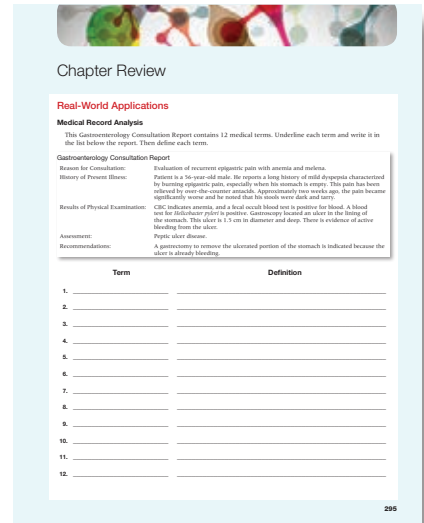 Chapter Review
Real-World Applications
Medical Record Analysis
This Gastroenterology Consultation Report contains 12 medical terms. Underline each term and write it in
the list below the report. Then define each term.
Gastroenterology Consultation Report
Reason for Consultation: Evaluation of recurrent epigastric pain with anemia and melena.
History of Present Illness: Patient is a 56-year-old male. He reports a long history of mild dyspepsia characterized
by burning epigastric pain, especially when his stomach is empty. This pain has been
relieved by over-the-counter antacids. Approximately two weeks ago, the pain became
significantly worse and he noted that his stools were dark and tarry.
Results of Physical Examination: CBC indicates anemia, and a fecal occult blood test is positive for blood. A blood
test for Helicobacter pylori is positive. Gastroscopy located an ulcer in the lining of
the stomach. This ulcer is 1.5 cm in diameter and deep. There is evidence of active
bleeding from the ulcer.
Assessment: Peptic ulcer disease.
Recommendations: A gastrectomy to remove the ulcerated portion of the stomach is indicated because the
ulcer is already bleeding.
Term Definition
1.
2.
3.
4.
5.
6.
7.
8.
9.
10.
11.
12.
295